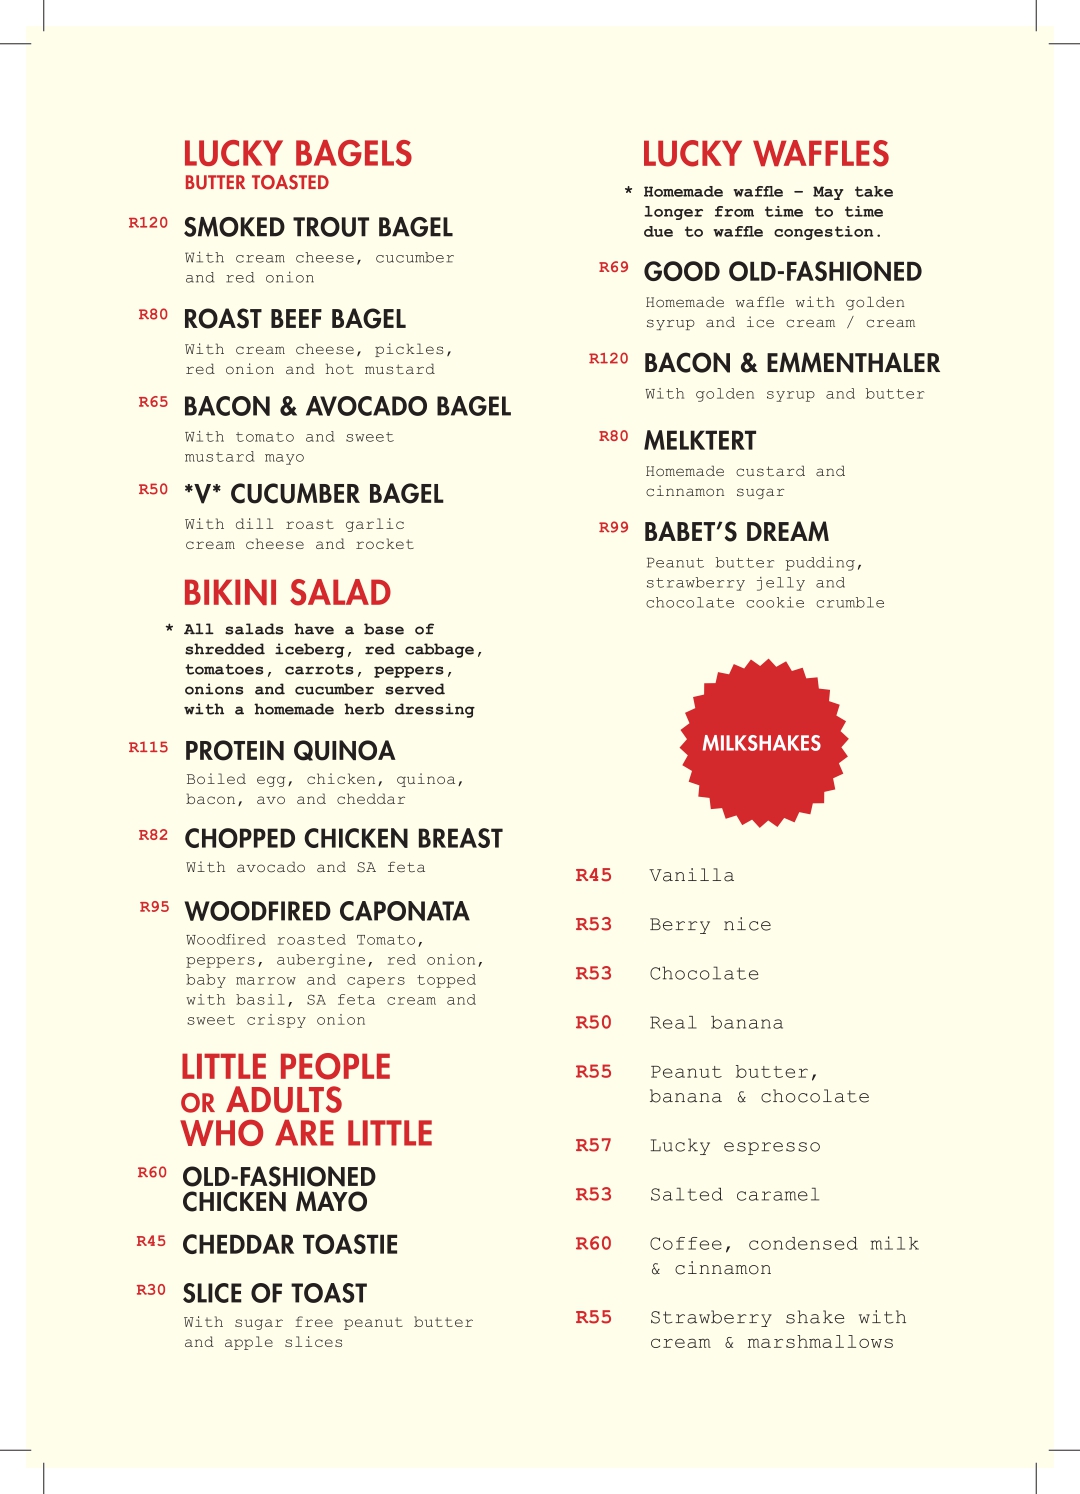 LUCKY BAGELS
BUTTER TOASTED
R120 SMOKED TROUT BAGEL
With cream cheese, cucumber
and red onion
R80 ROAST BEEF BAGEL
With cream cheese, pickles,
red onion and hot mustard
R65 BACON & AVOCADO BAGEL
With tomato and sweet
mustard mayo
R50 *V* CUCUMBER BAGEL
With dill roast garlic
cream cheese and rocket
BIKINI SALAD
* All salads have a base of
shredded iceberg, red cabbage,
tomatoes, carrots, peppers,
onions and cucumber served
with a homemade herb dressing
R115 PROTEIN QUINOA
Boiled egg, chicken, quinoa,
bacon, avo and cheddar
R82 CHOPPED CHICKEN BREAST
With avocado and SA feta
R95 WOODFIRED CAPONATA
Woodfired roasted Tomato,
peppers, aubergine, red onion,
baby marrow and capers topped
with basil, SA feta cream and
sweet crispy onion
LITTLE PEOPLE
OR ADULTS
WHO ARE LITTLE
R60 OLD-FASHIONED
CHICKEN MAYO
R45 CHEDDAR TOASTIE
R30 SLICE OF TOAST
With sugar free peanut butter
and apple slices
LUCKY WAFFLES
* Homemade waffle – May take
longer from time to time
due to waffle congestion.
R69 GOOD OLD-FASHIONED
Homemade waffle with golden
syrup and ice cream / cream
R120 BACON & EMMENTHALER
With golden syrup and butter
R80 MELKTERT
Homemade custard and
cinnamon sugar
R99 BABET’S DREAM
Peanut butter pudding,
strawberry jelly and
chocolate cookie crumble
MILKSHAKES
R45 Vanilla
R53 Berry nice
R53 Chocolate
R50 Real banana
R55 Peanut butter,
banana & chocolate
R57 Lucky espresso
R53 Salted caramel
R60 Coffee, condensed milk
& cinnamon
R55 Strawberry shake with
cream & marshmallows